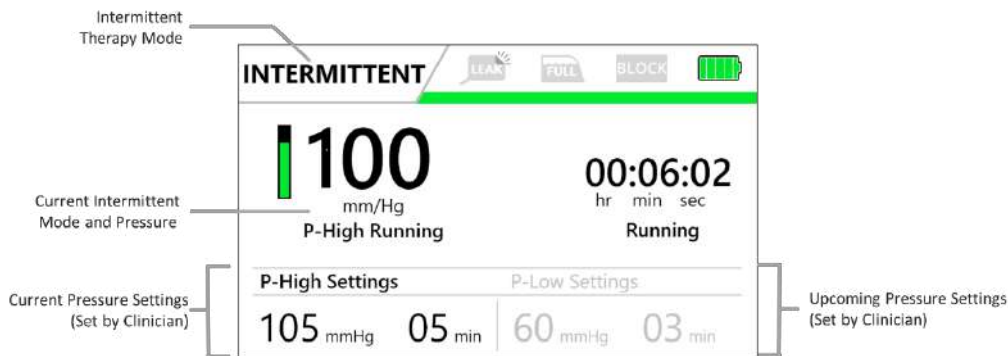 Intermittent
Therapy Mode
INTERMITTENT
LEAK
FULL
BLOCK
100
mm/Hg
P-High Running
00:06:02
hr min sec
Running
Current Intermittent
Mode and Pressure
P-High Settings
P-Low Settings
105 mmHg 05 min
60 mmHg 03 min
Current Pressure Settings
(Set by Clinician)
Upcoming Pressure Settings
(Set by Clinician)